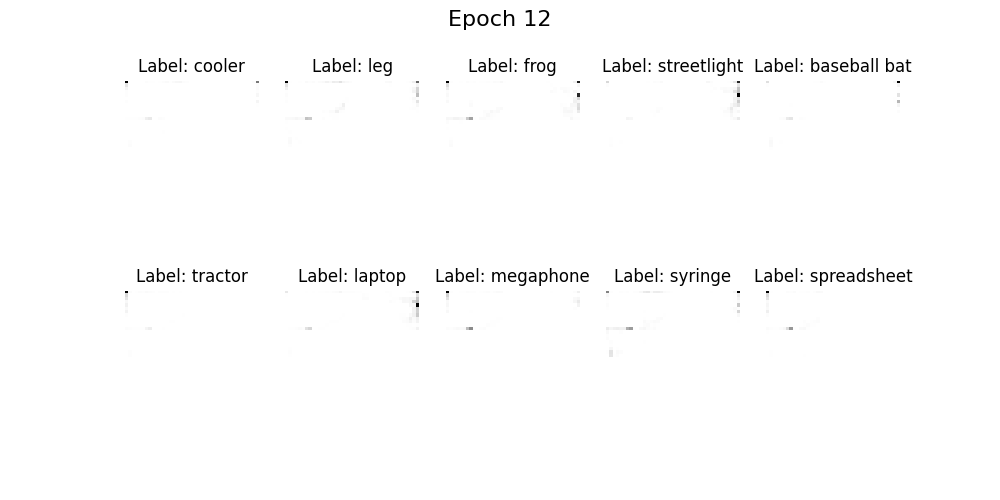 Epoch 12
Label: cooler
Label: leg
Label: frog
Label: streetlight
Label: baseball bat
Label: tractor
Label: laptop
Label: megaphone
Label: syringe
Label: spreadsheet